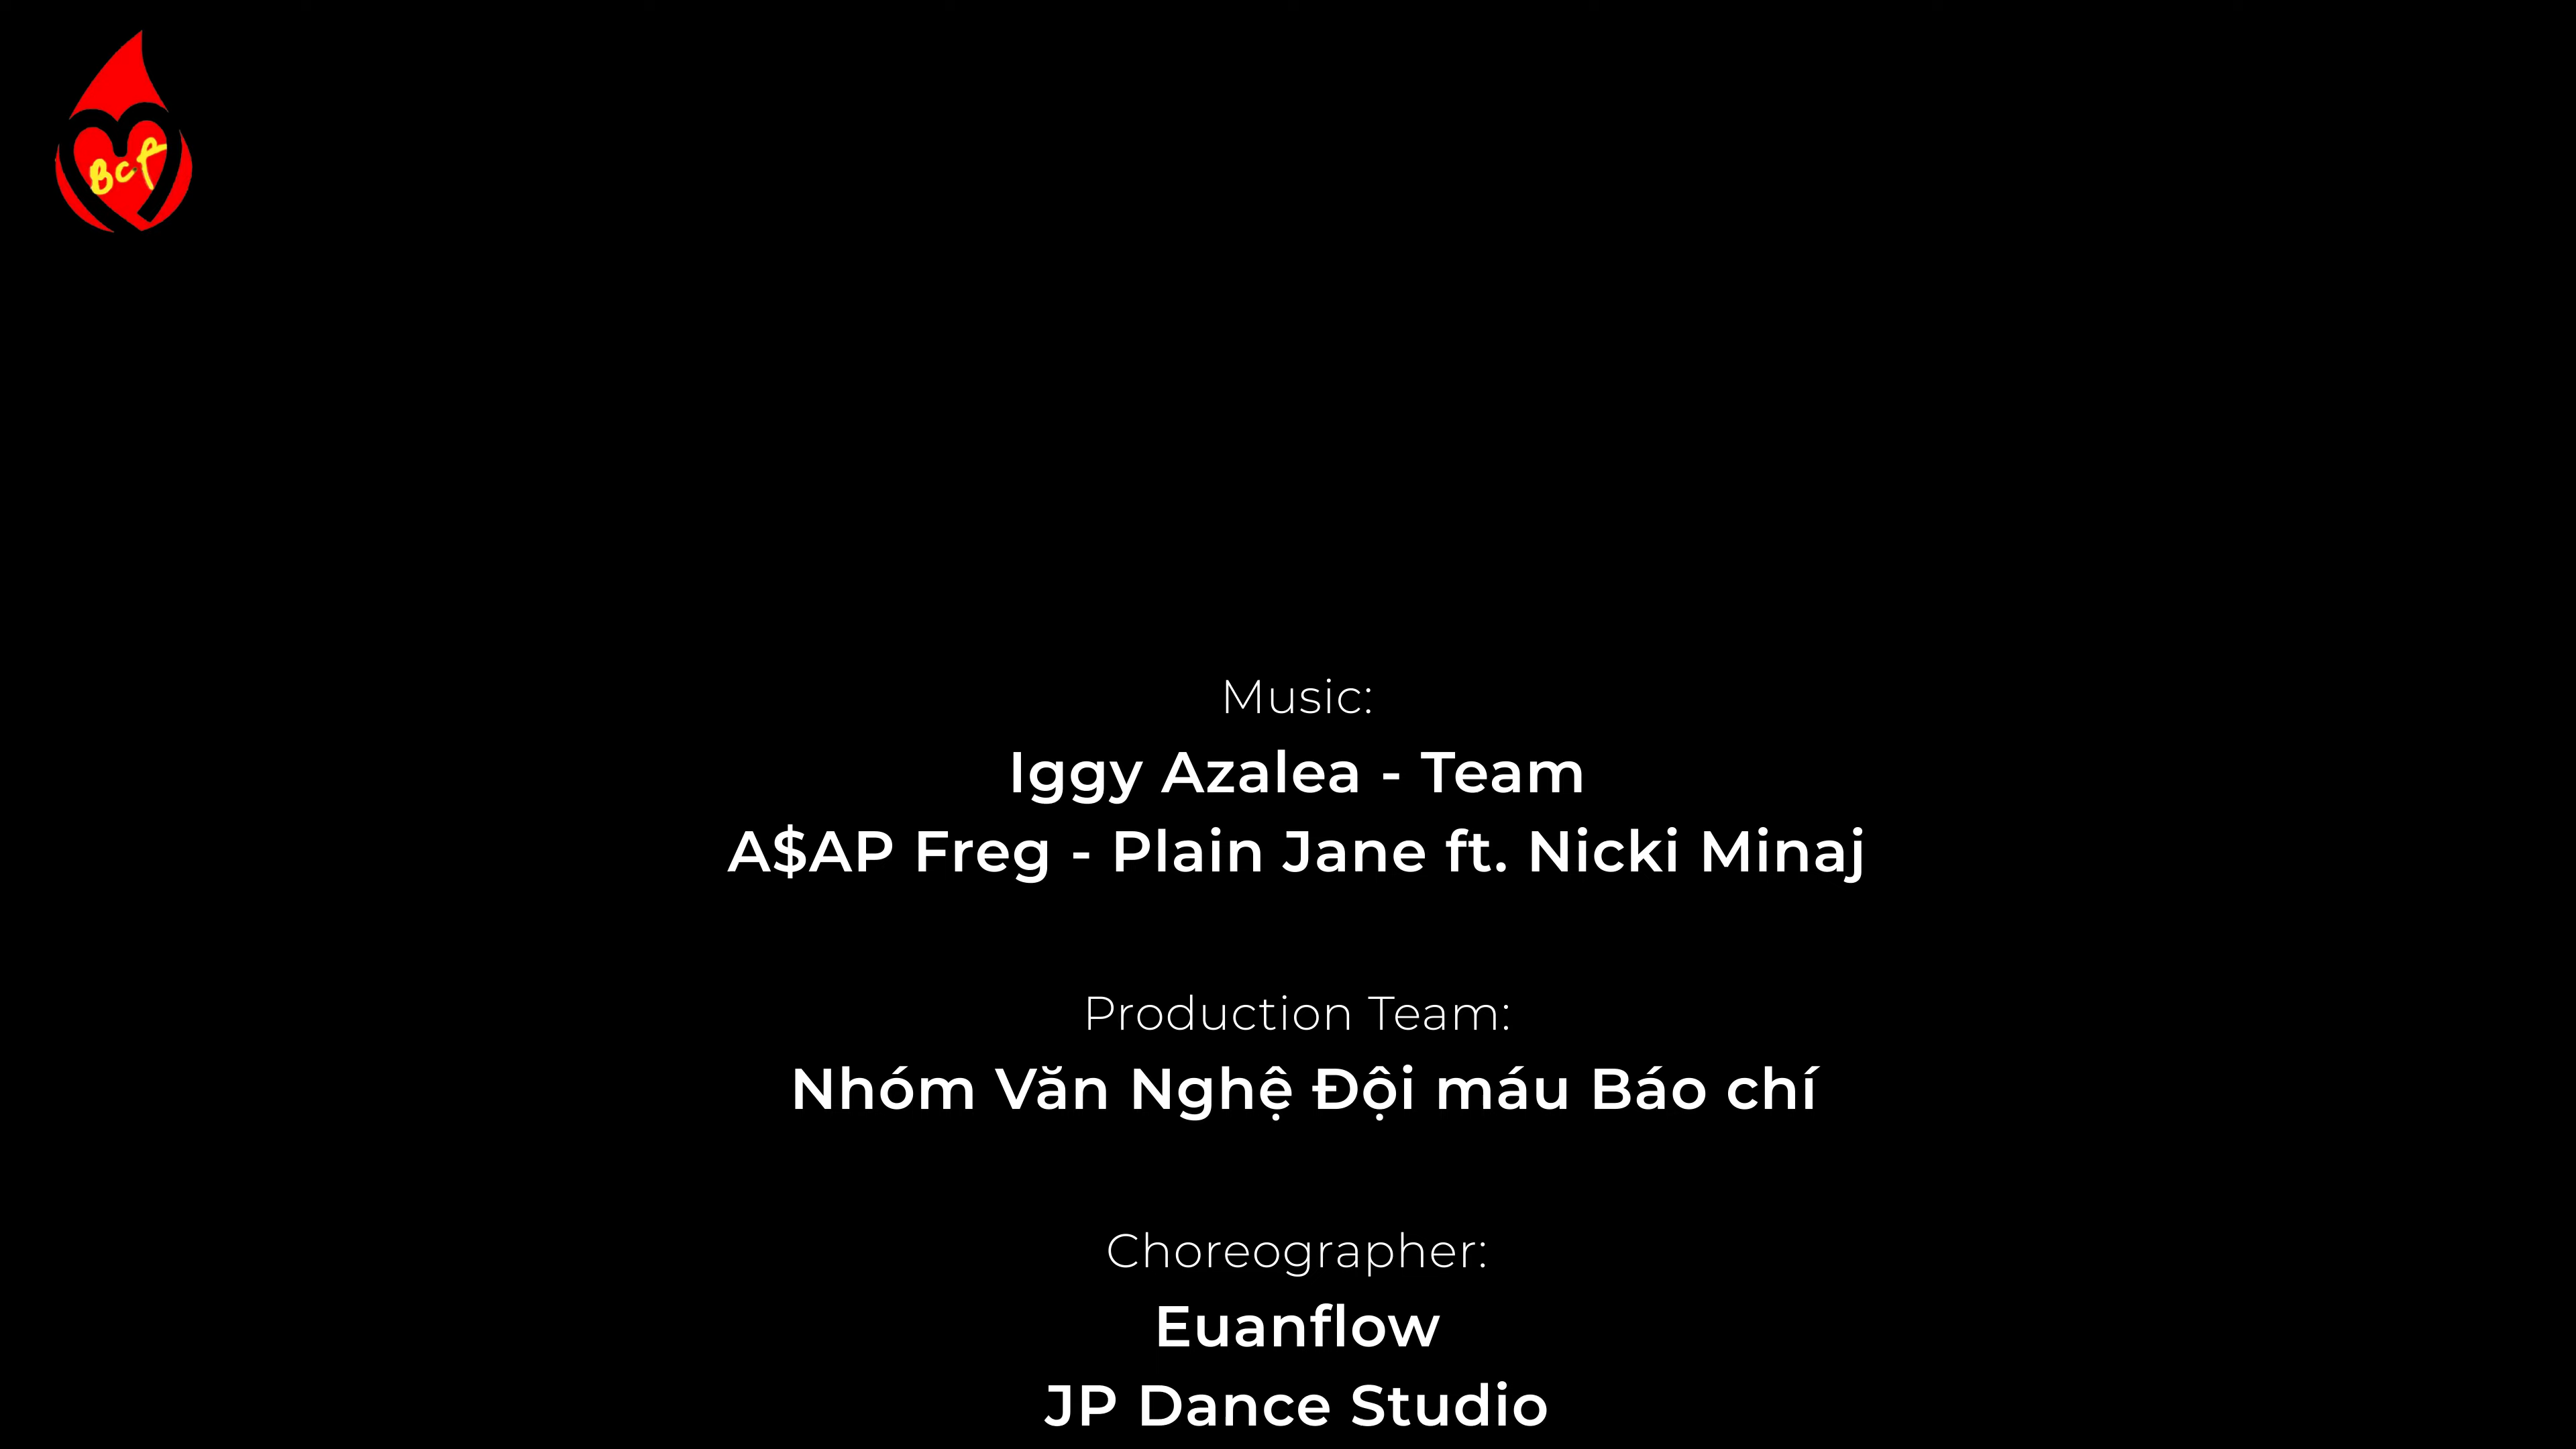 BCP
Music:
Iggy Azalea - Team
A$AP Freg - Plain Jane ft. Nicki Minaj
Production Team:
Nhóm Văn Nghệ Đội máu Báo chí
Choreographer:
Euanflow
JP Dance Studio